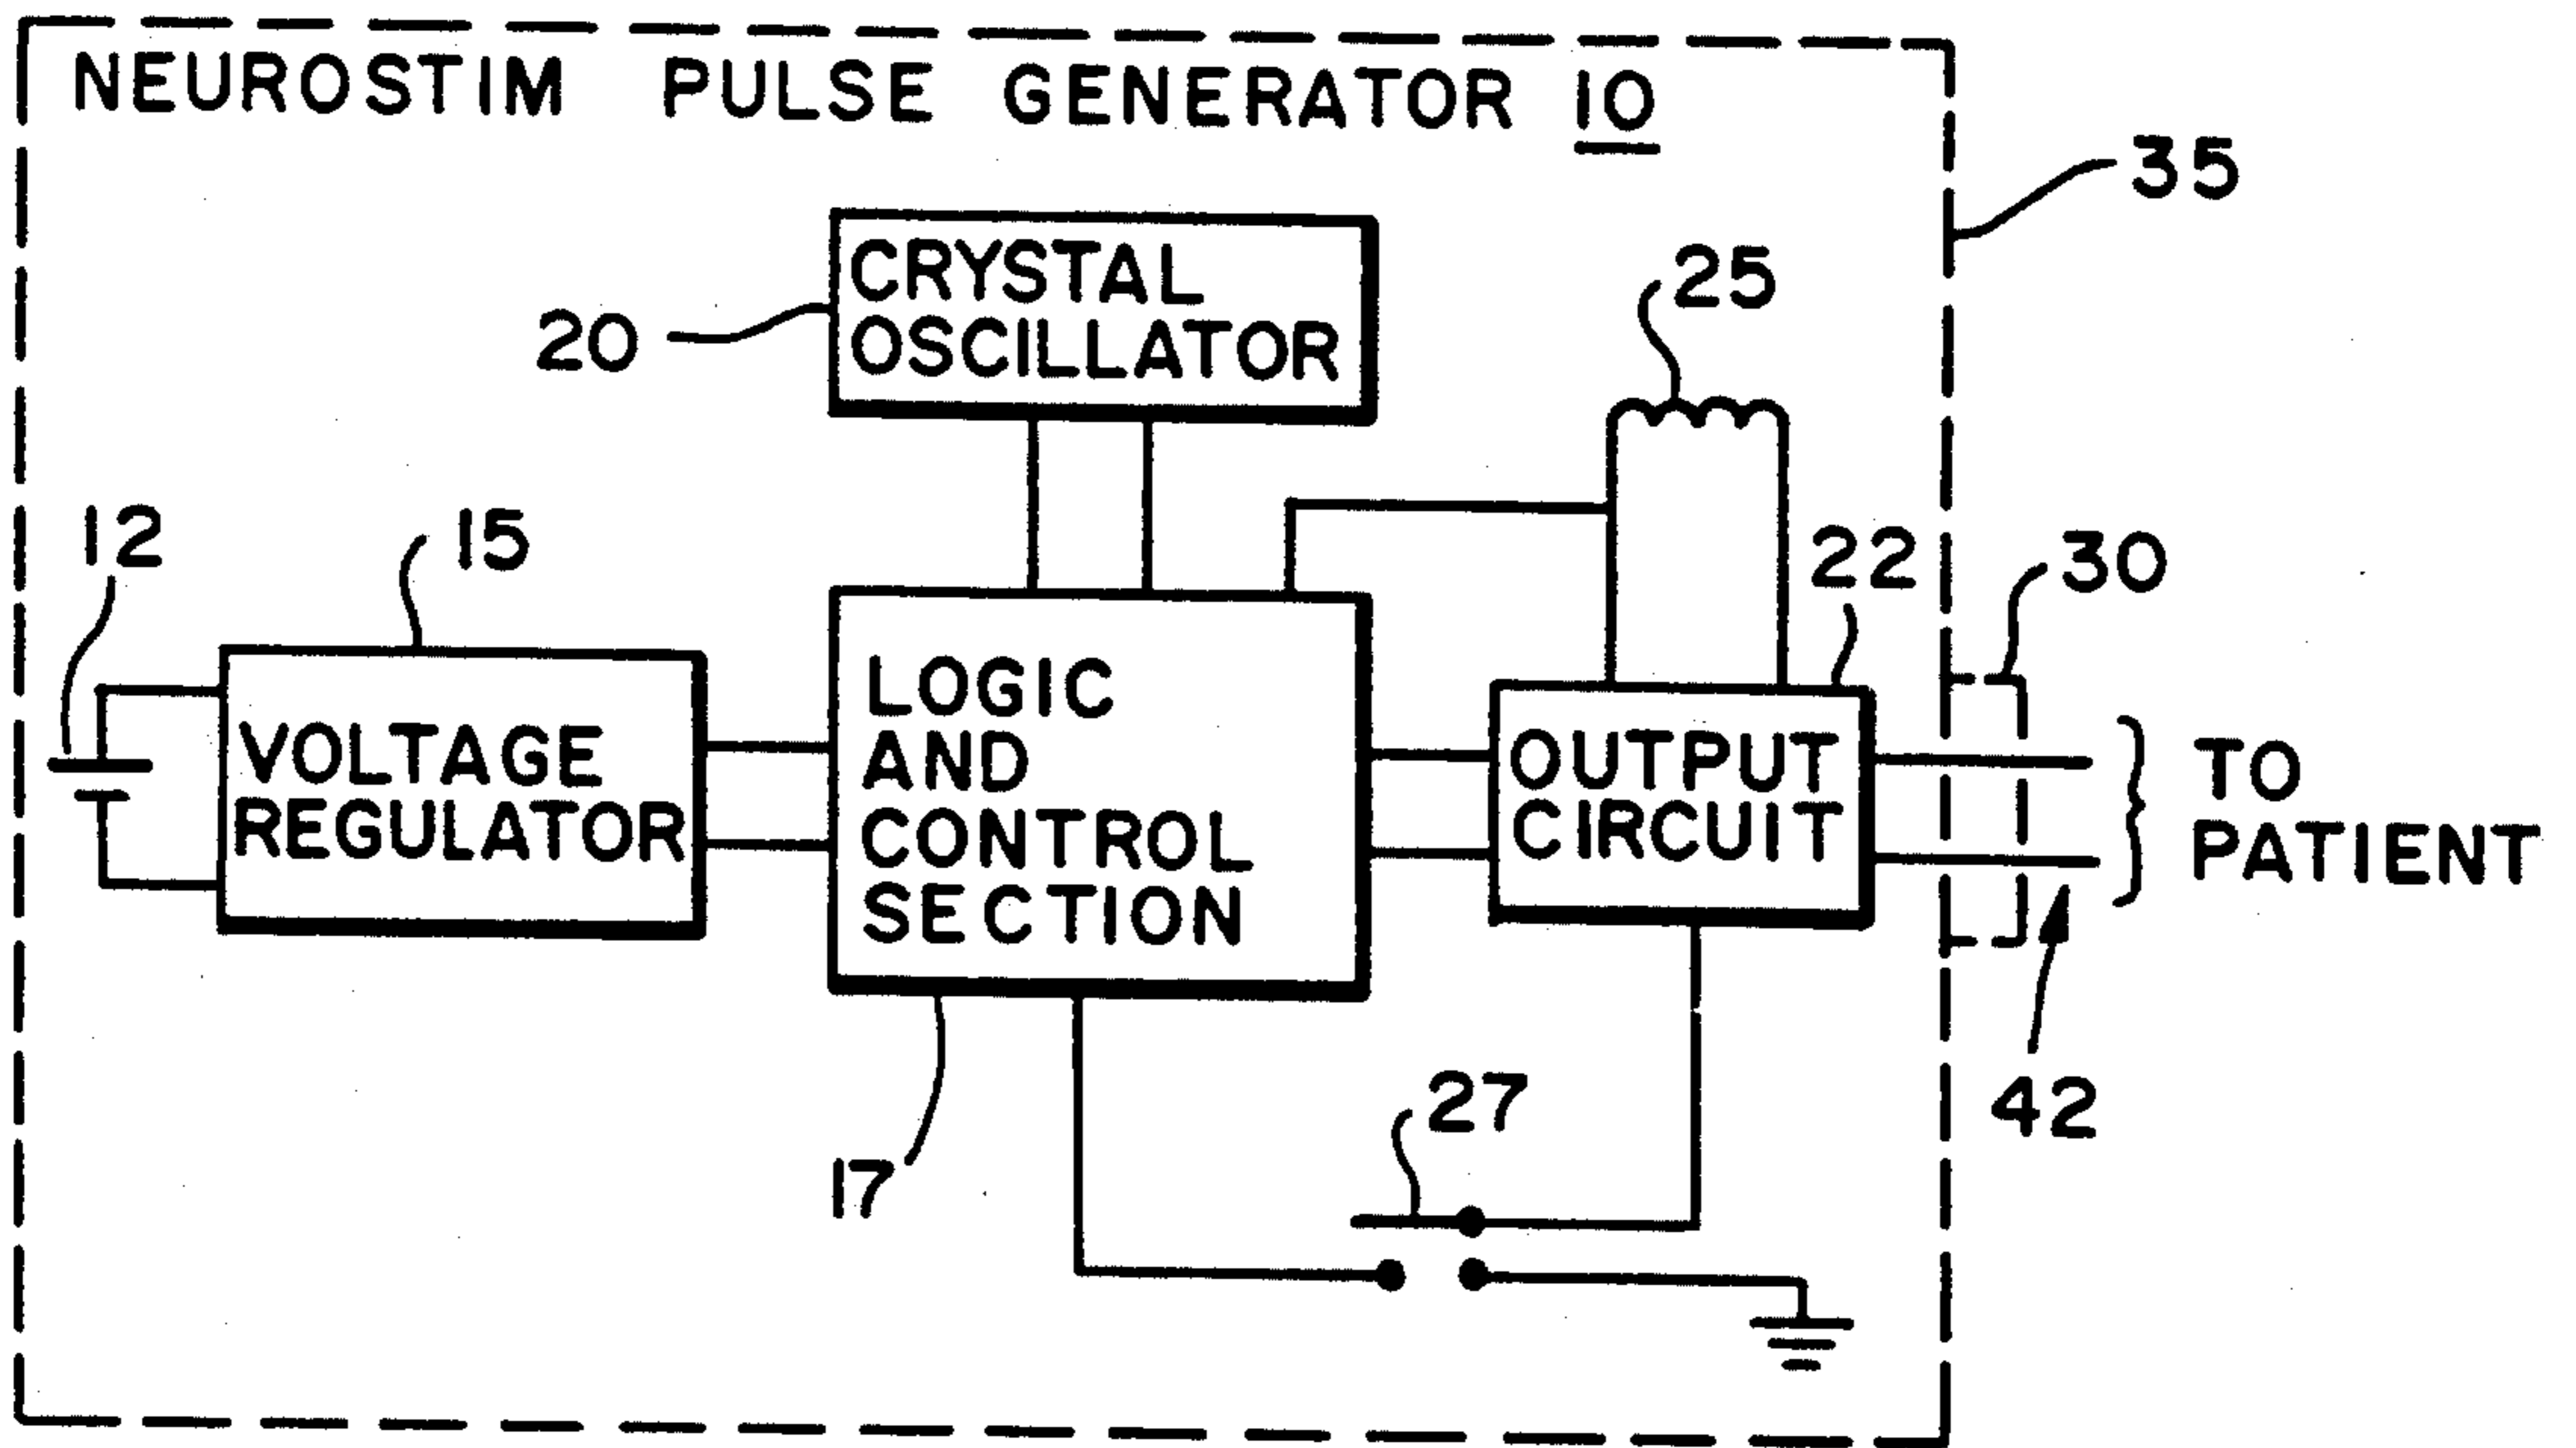 NEUROSTIM PULSE GENERATOR 10
35
CRYSTAL
OSCILLATOR
20
25
12
15
22
30
VOLTAGE
REGULATOR
LOGIC
AND
CONTROL
SECTION
OUTPUT
CIRCUIT
TO
PATIENT
17
27
42